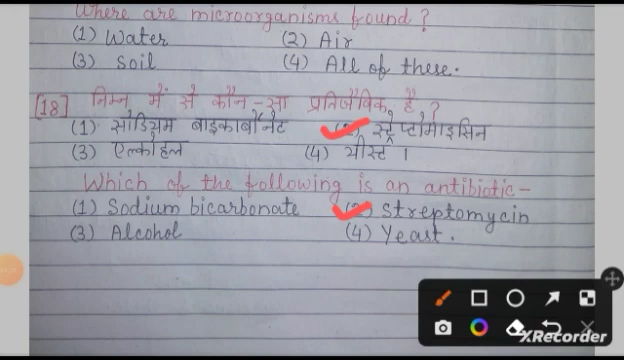 Where are microorganisms found?
(1) Water (2) Air
(3) Soil (4) All of these.
[18] निम्न में से कौन-सा प्रतिजैविक है?
(1) सोडियम बाइकार्बोनेट (2) स्ट्रेप्टोमाइसिन
(3) एल्कोहल (4) यीस्ट ।
Which of the following is an antibiotic-
(1) Sodium bicarbonate (2) Streptomycin
(3) Alcohol (4) Yeast.
XRecorder